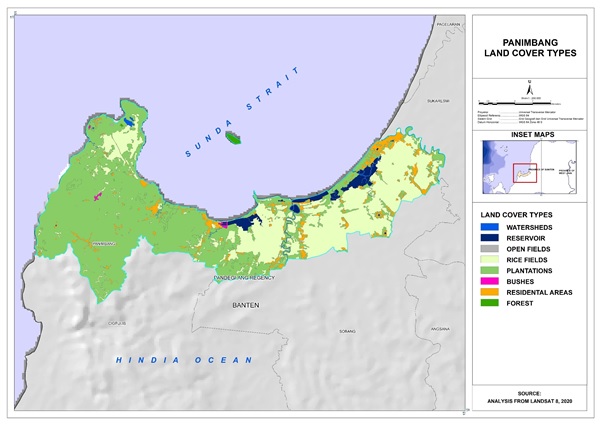 PAGELARAN
SUNDA STRAIT
SUKARESMI
PANIMBANG
PANDEGLANG REGENCY
BANTEN
CIGEULIS
SOBANG
ANGSANA
HINDIA OCEAN
PANIMBANG
LAND COVER TYPES
N
INSET MAPS
LAND COVER TYPES
WATERSHEDS
RESERVOIR
OPEN FIELDS
RICE FIELDS
PLANTATIONS
BUSHES
RESIDENTAL AREAS
FOREST
SOURCE:
ANALYSIS FROM LANDSAT 8, 2020